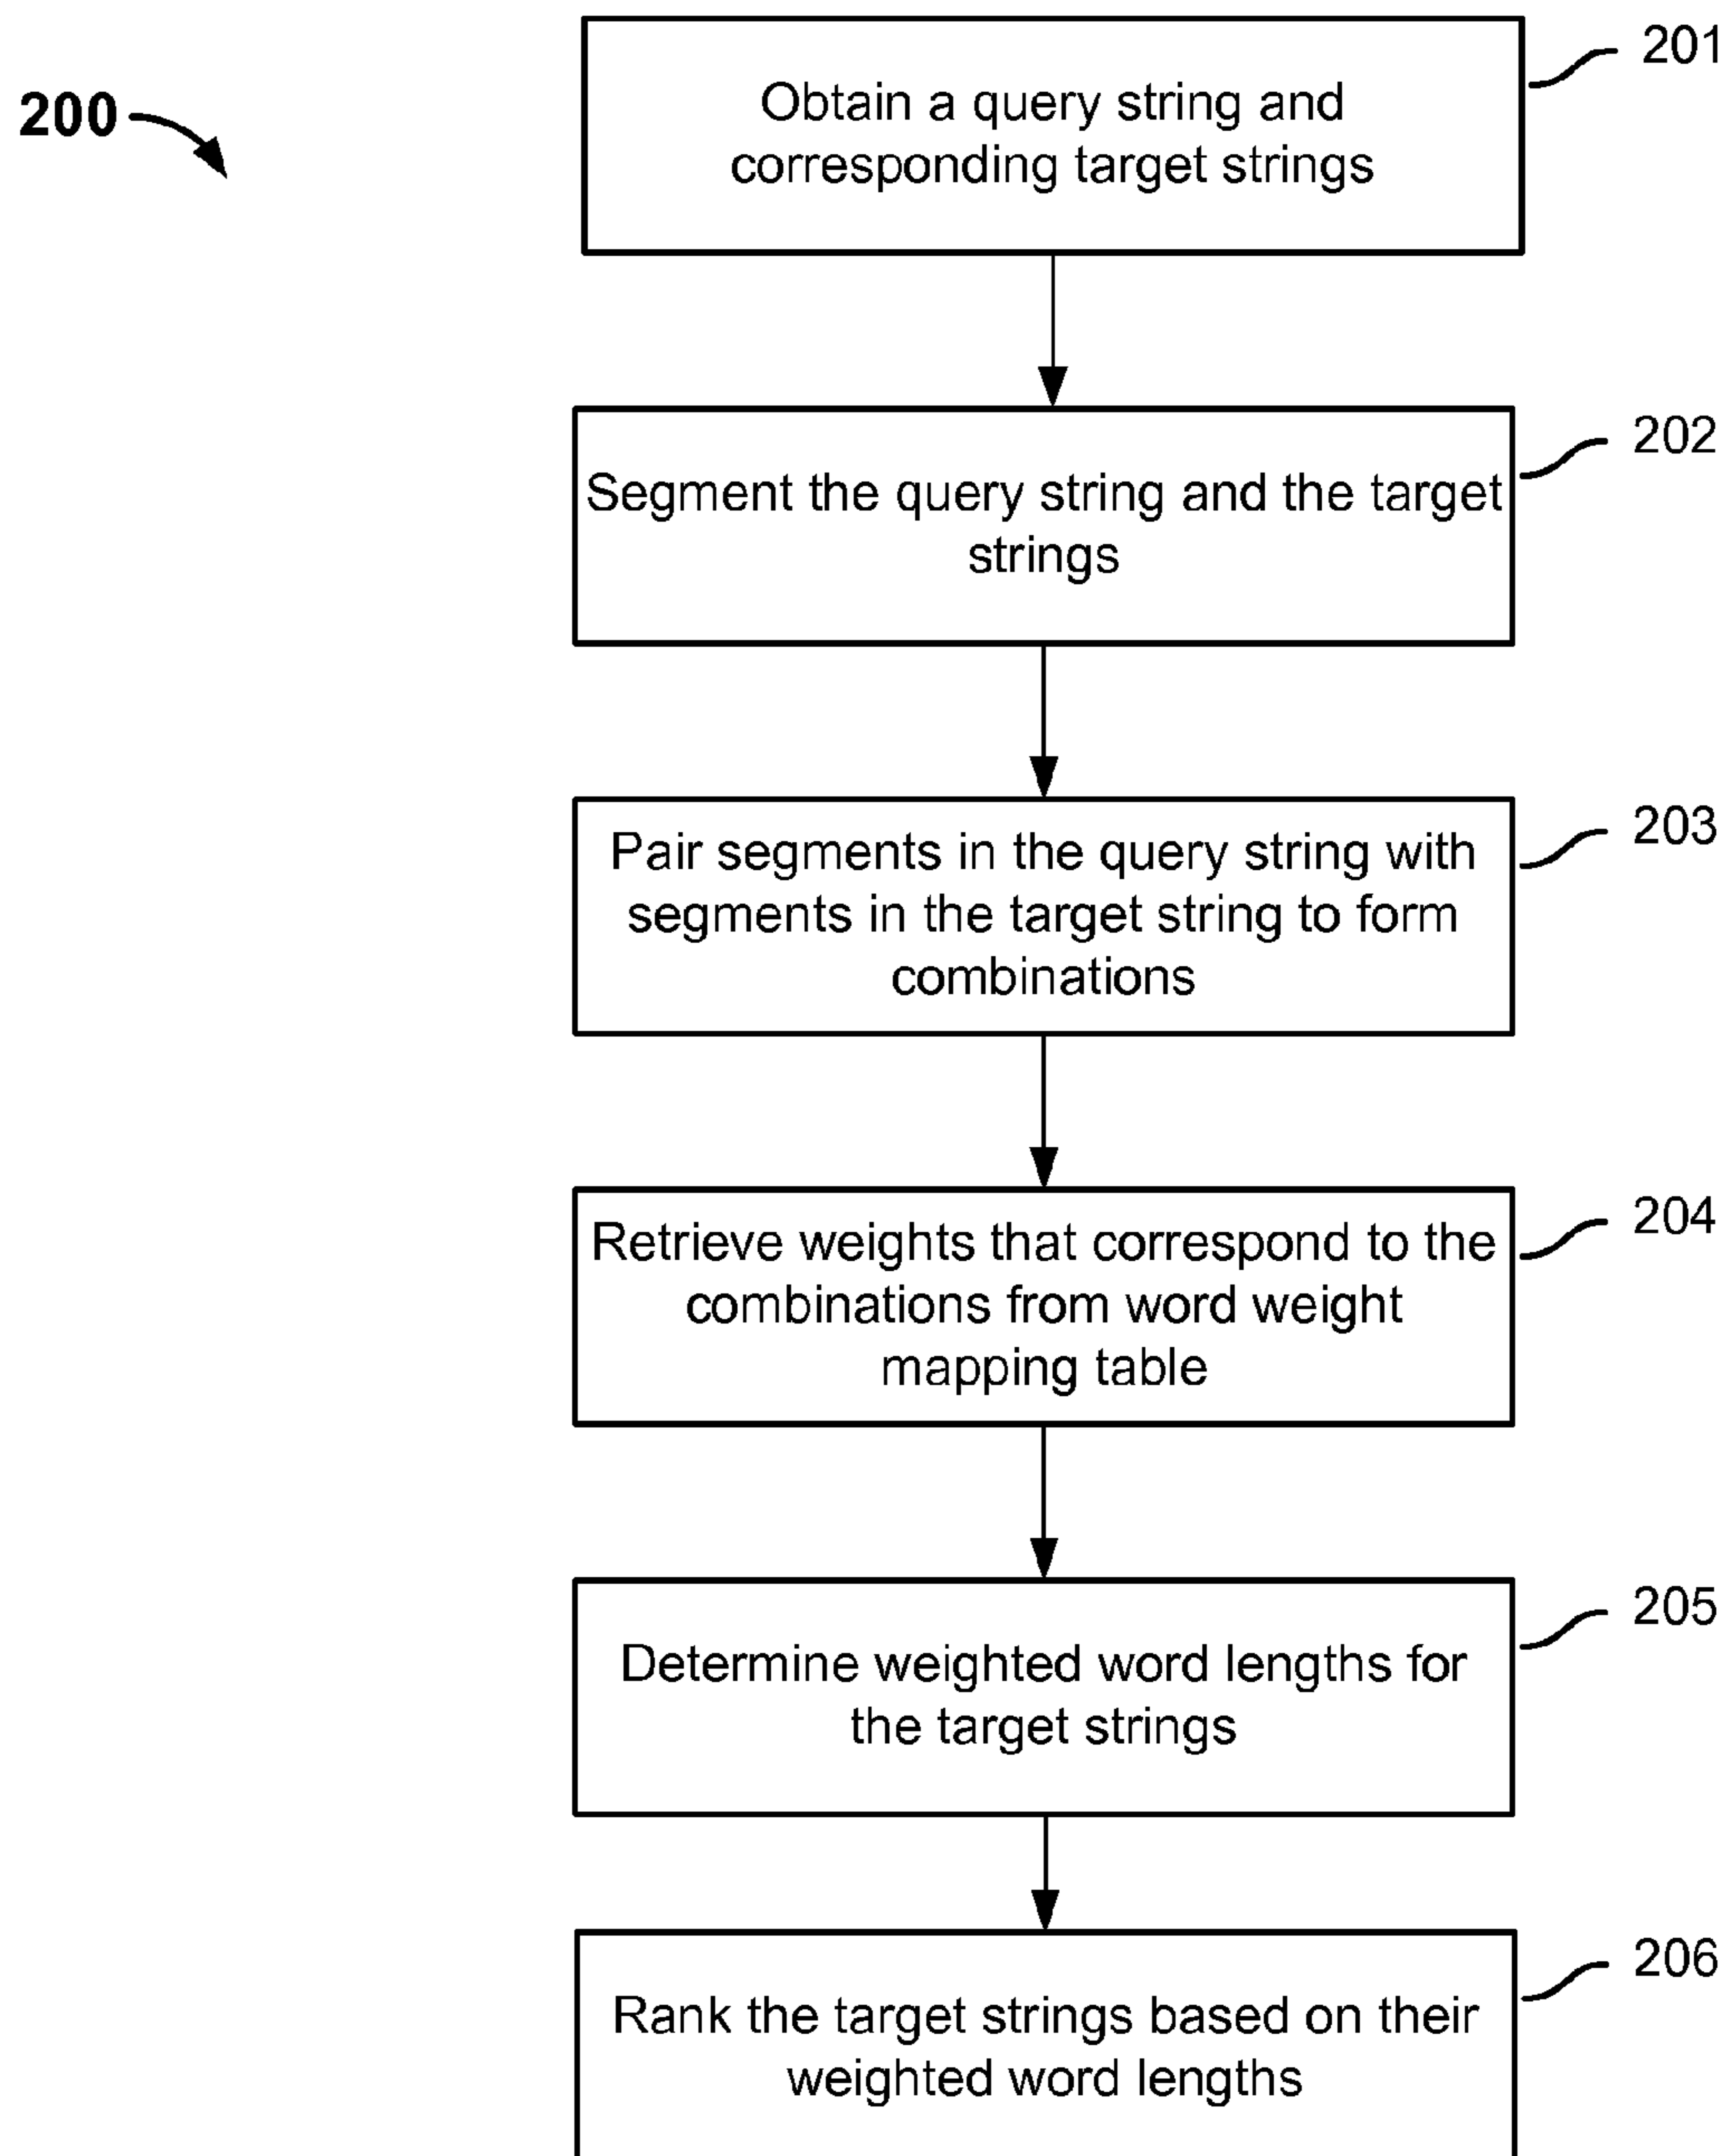 200
201
Obtain a query string and
corresponding target strings
202
Segment the query string and the target
strings
203
Pair segments in the query string with
segments in the target string to form
combinations
204
Retrieve weights that correspond to the
combinations from word weight
mapping table
205
Determine weighted word lengths for
the target strings
206
Rank the target strings based on their
weighted word lengths